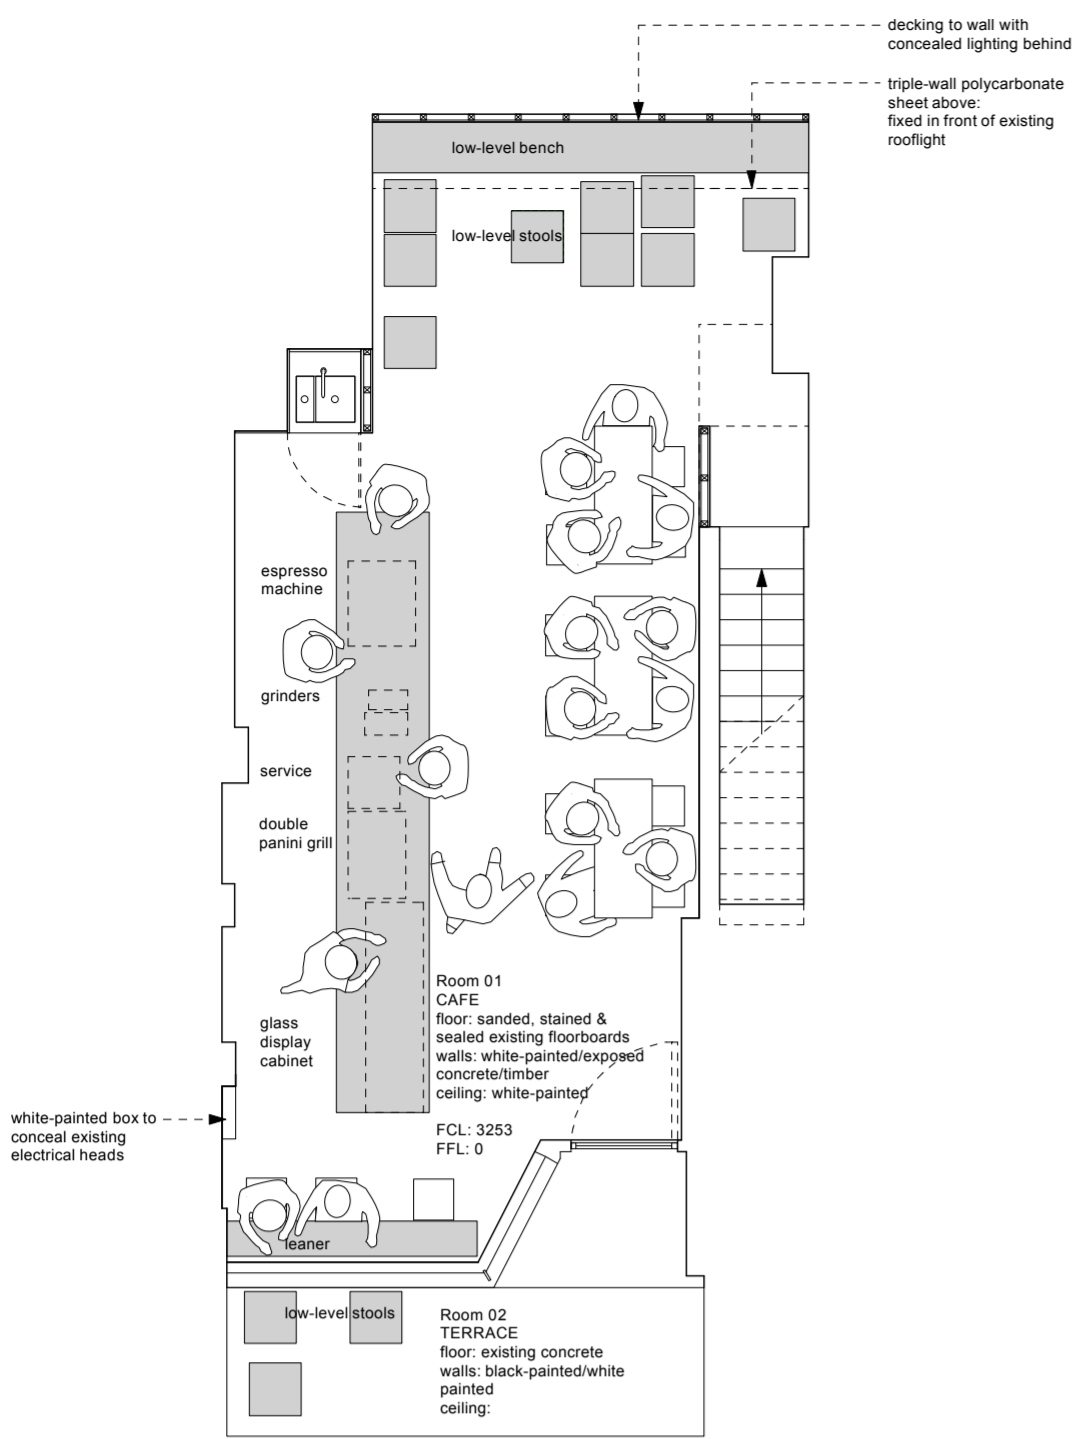 decking to wall with
concealed lighting behind
triple-wall polycarbonate
sheet above:
fixed in front of existing
rooflight
low-level bench
low-level stools
espresso
machine
grinders
service
double
panini grill
Room 01
CAFE
floor: sanded, stained &
sealed existing floorboards
walls: white-painted/exposed
concrete/timber
ceiling: white-painted
FCL: 3253
FFL: 0
glass
display
cabinet
white-painted box to
conceal existing
electrical heads
leaner
low-level stools
Room 02
TERRACE
floor: existing concrete
walls: black-painted/white
painted
ceiling: